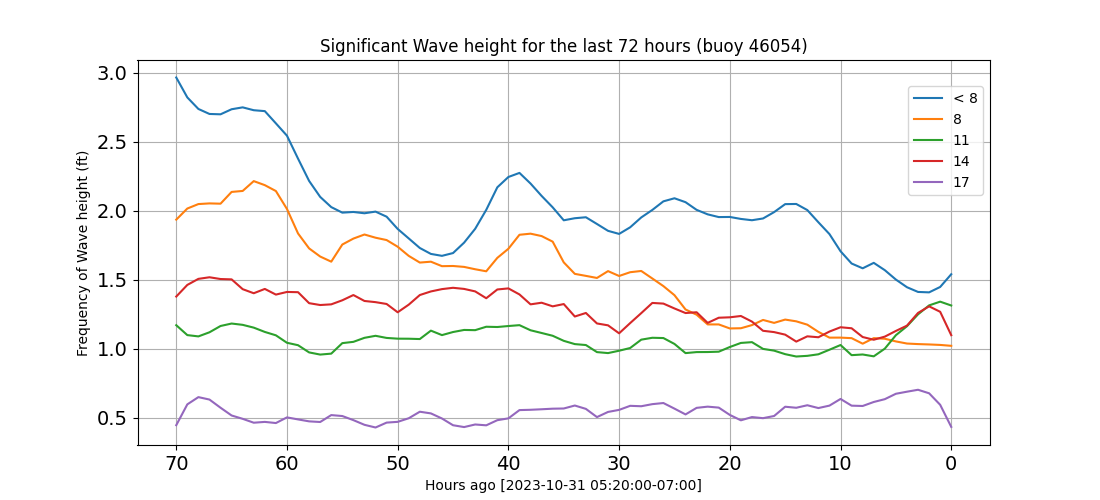 Significant Wave height for the last 72 hours (buoy 46054)
Frequency of Wave height (ft)
3.0
2.5
2.0
1.5
1.0
0.5
< 8
8
11
14
17
70 60 50 40 30 20 10 0
Hours ago [2023-10-31 05:20:00-07:00]